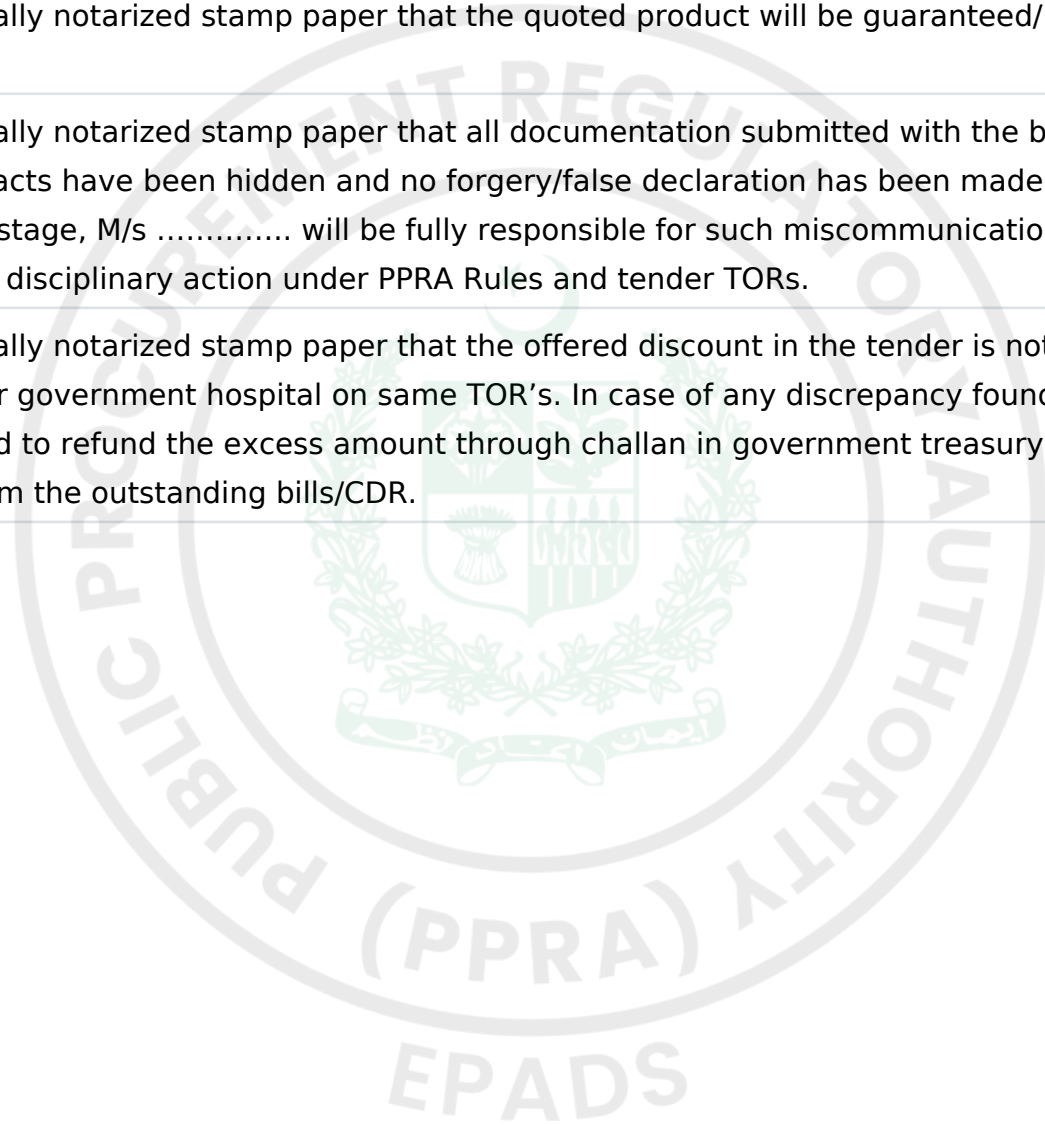 ally notarized stamp paper that the quoted product will be guaranteed/
ally notarized stamp paper that all documentation submitted with the b
acts have been hidden and no forgery/false declaration has been made
stage, M/s .............. will be fully responsible for such miscommunicatio
disciplinary action under PPRA Rules and tender TORs.
ally notarized stamp paper that the offered discount in the tender is not
r government hospital on same TOR’s. In case of any discrepancy found
d to refund the excess amount through challan in government treasury
m the outstanding bills/CDR.
PUBLIC PROCUREMENT REGULATORY AUTHORITY
(PPRA)
EPADS